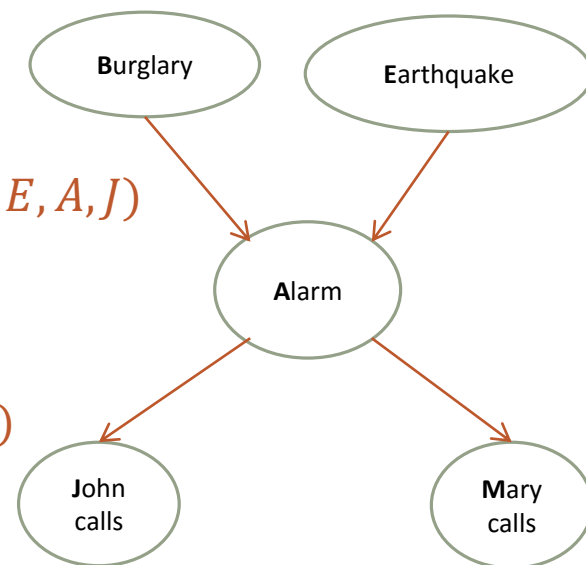 Burglary
Earthquake
E, A, J)
Alarm
)
John
calls
Mary
calls